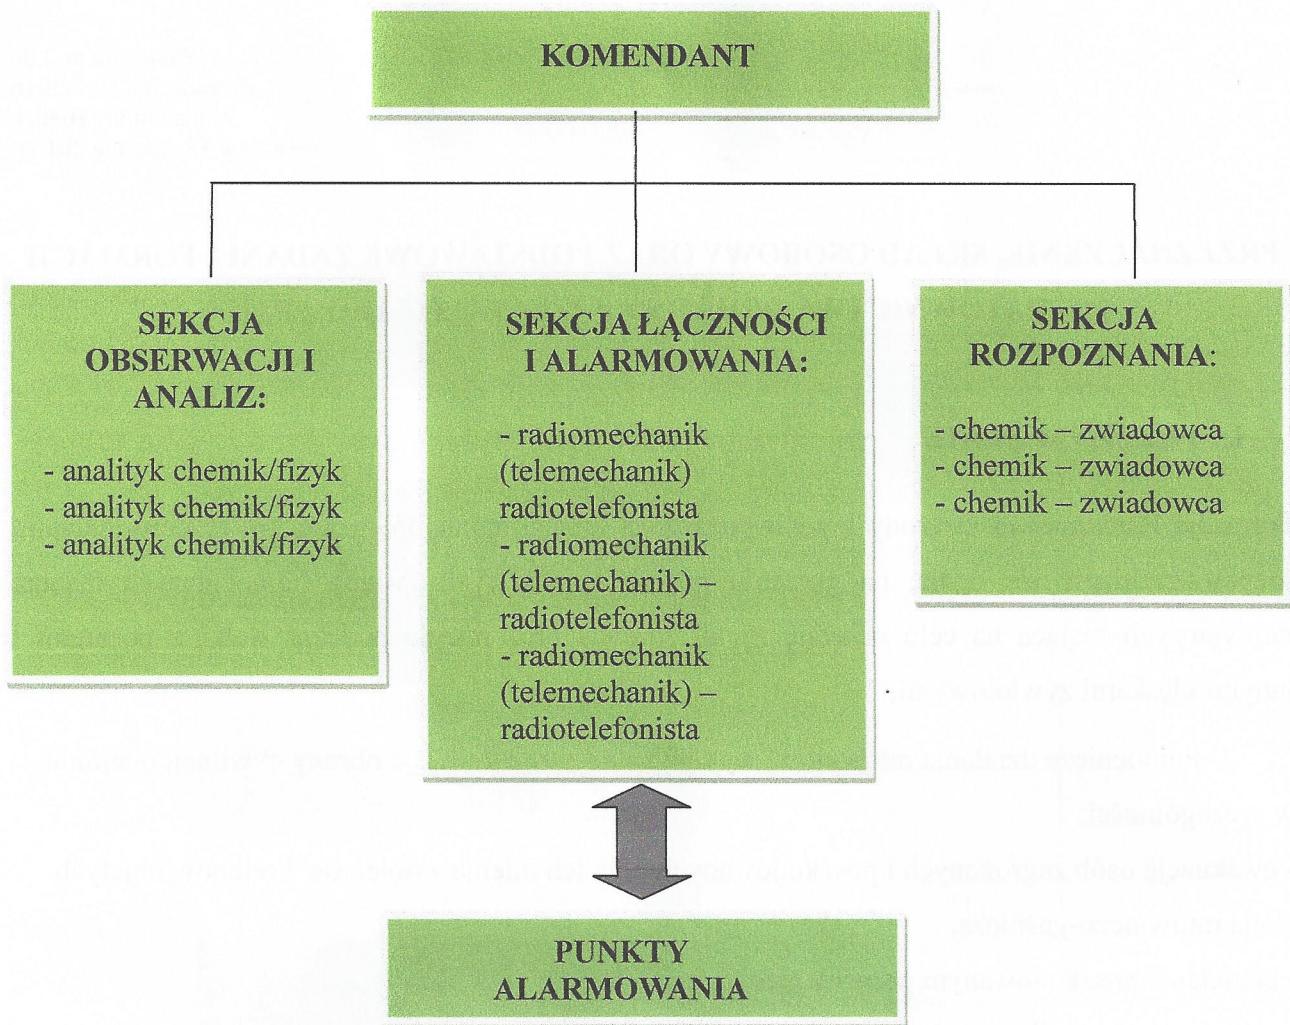 KOMENDANT
SEKCJA
OBSERWACJI I
ANALIZ:
- analityk chemik/fizyk
- analityk chemik/fizyk
- analityk chemik/fizyk
SEKCJA ŁĄCZNOŚCI
I ALARMOWANIA:
- radiomechanik
(telemechanik)
radiotelefonista
- radiomechanik
(telemechanik) –
radiotelefonista
- radiomechanik
(telemechanik) –
radiotelefonista
SEKCJA
ROZPOZNANIA:
- chemik – zwiadowca
- chemik – zwiadowca
- chemik – zwiadowca
PUNKTY
ALARMOWANIA